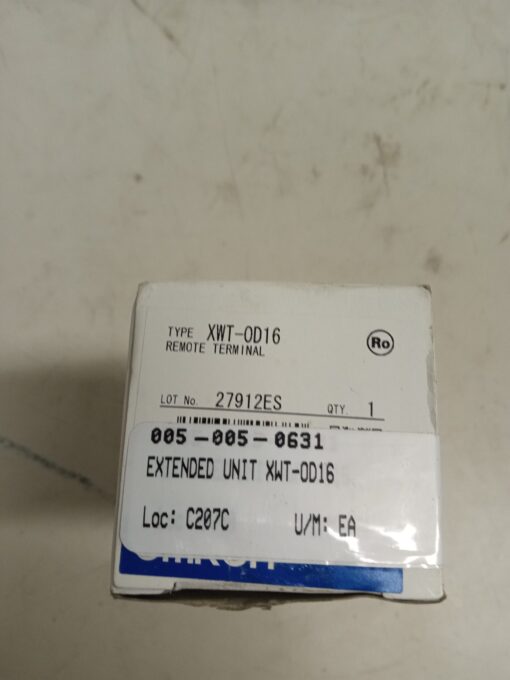 TYPE XWT-OD16
Ro
REMOTE TERMINAL
LOT No. 27912ES QTY. 1
005-005-0631
EXTENDED UNIT XWT-OD16
Loc: C207C U/M: EA
OMRON